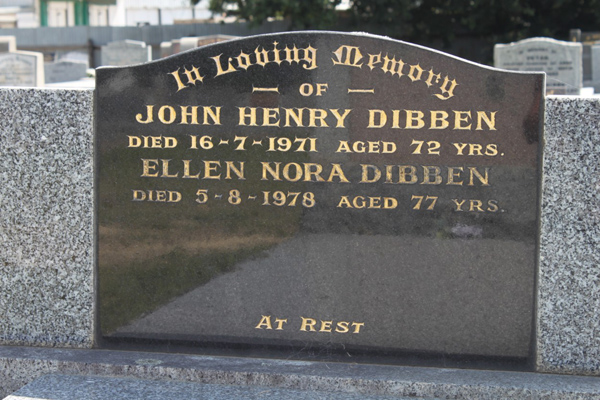 In Loving Memory
— OF —
JOHN HENRY DIBBEN
DIED 16-7-1971 AGED 72 YRS.
ELLEN NORA DIBBEN
DIED 5-8-1978 AGED 77 YRS.
AT REST